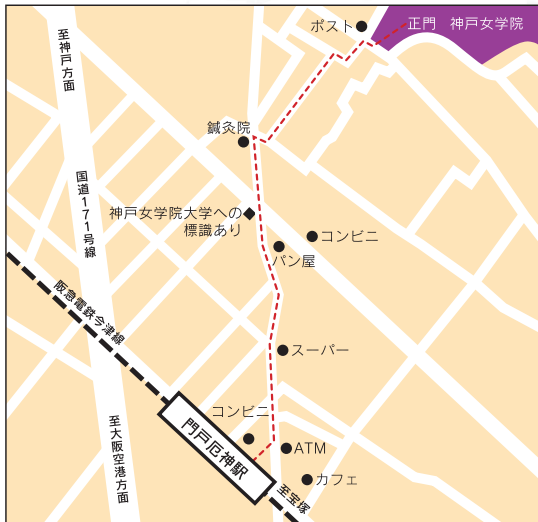 ポスト
正門 神戸女学院
至神戸方面
鍼灸院
国道171号線
神戸女学院大学への
標識あり
コンビニ
パン屋
阪急電鉄今津線
スーパー
コンビニ
門戸厄神駅
ATM
至大阪空港方面
カフェ
至宝塚